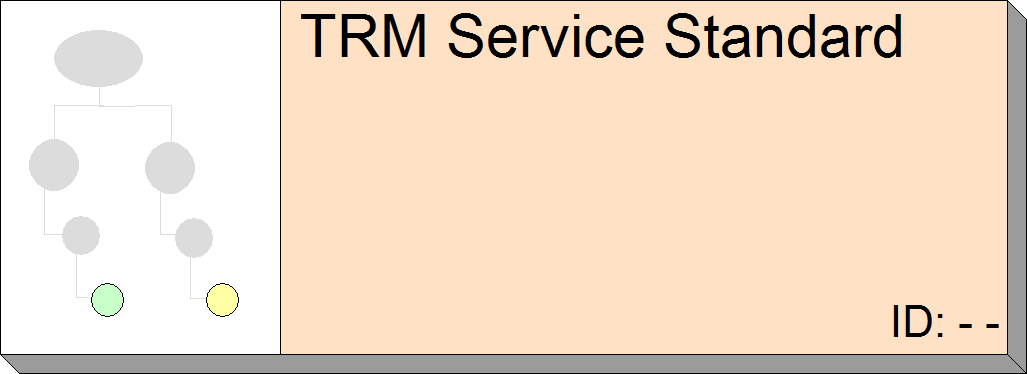 TRM Service Standard
ID: - -